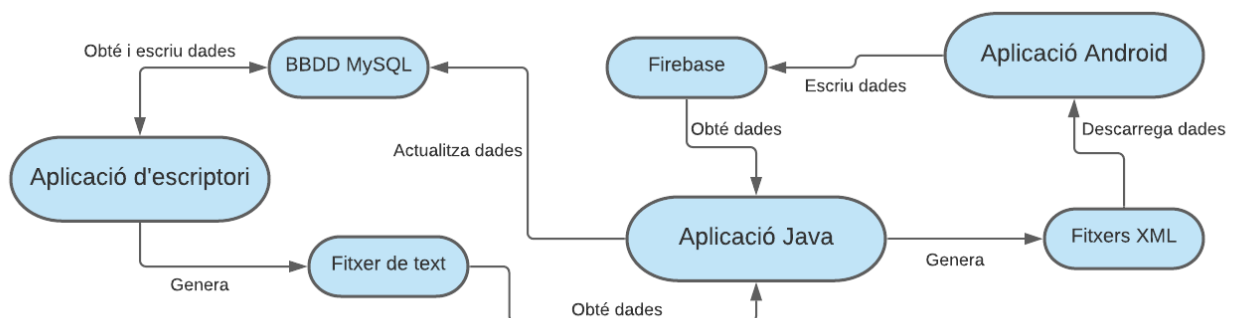 Obté i escriu dades
BBDD MySQL
Firebase
Aplicació Android
Escriu dades
Obté dades
Descarrega dades
Actualitza dades
Aplicació d'escriptori
Aplicació Java
Fitxers XML
Fitxer de text
Genera
Genera
Obté dades